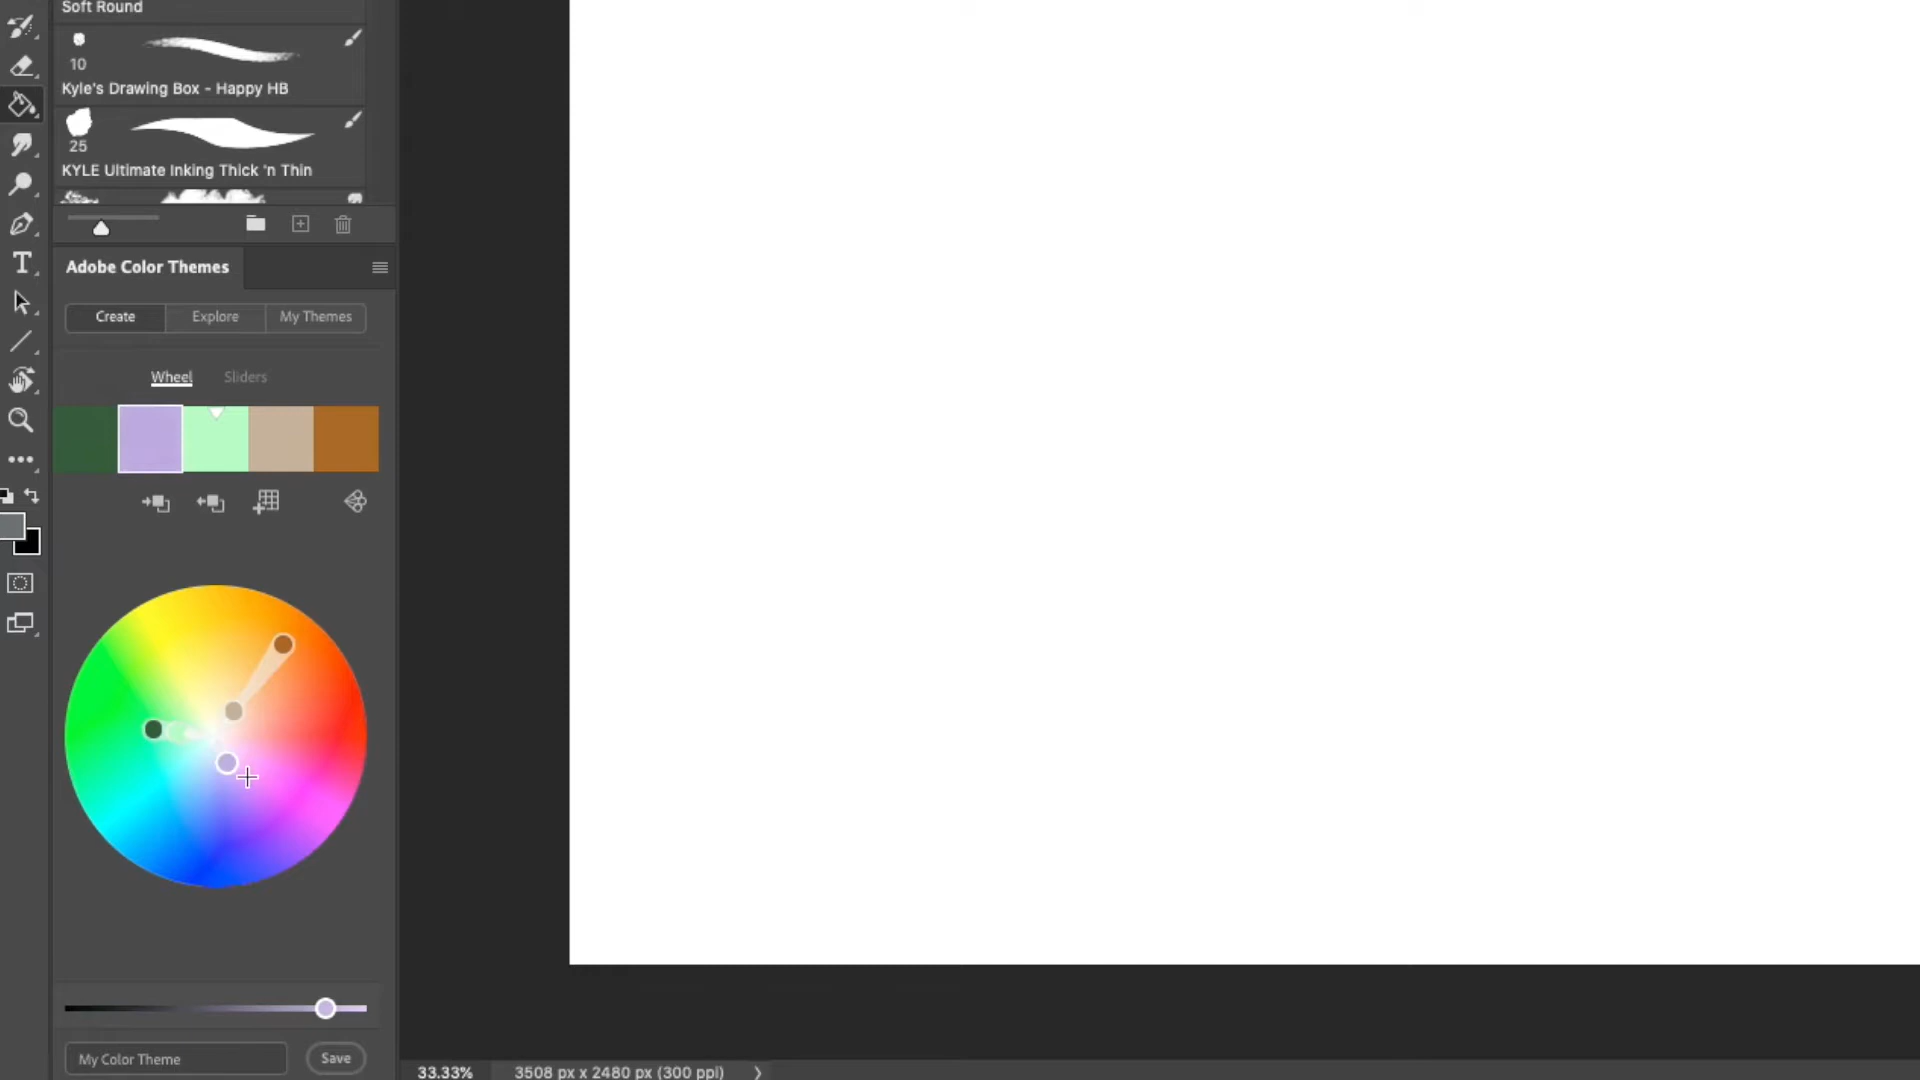 Soft Round
10
Kyle's Drawing Box - Happy HB
25
KYLE Ultimate Inking Thick 'n Thin
Adobe Color Themes
Create Explore My Themes
Wheel Sliders
My Color Theme Save
33.33% 3508 px x 2480 px (300 ppi)